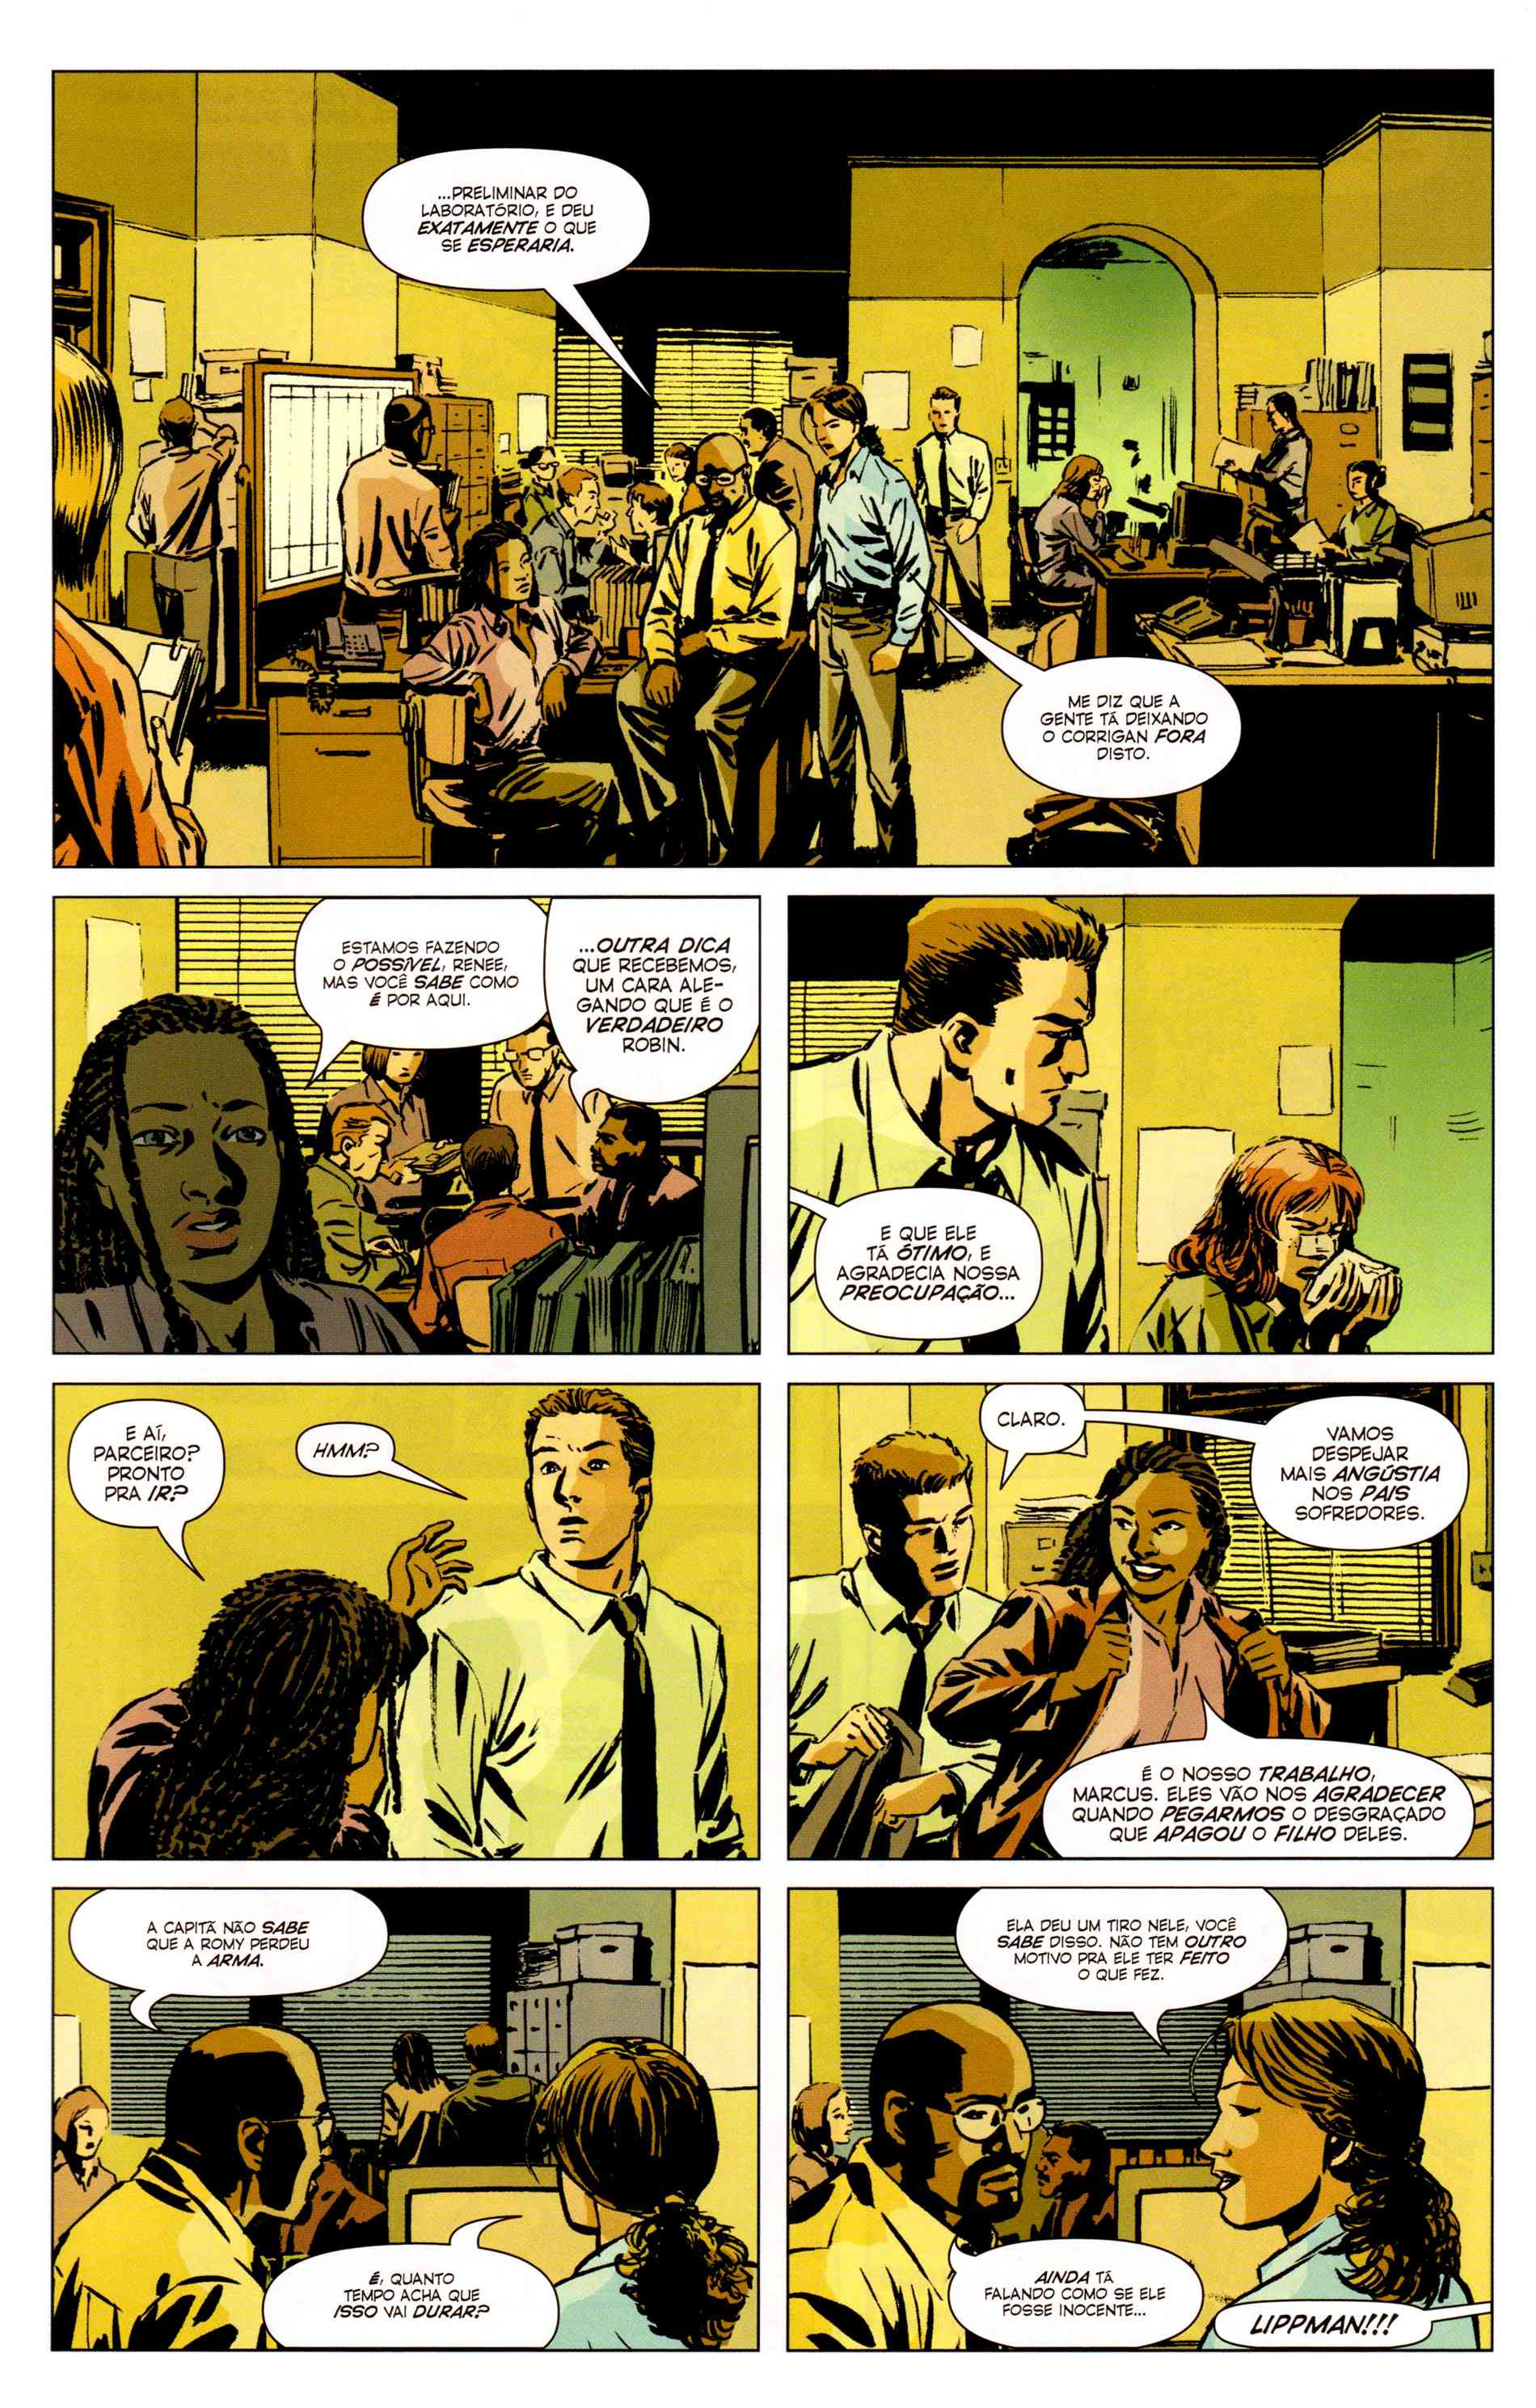 ...PRELIMINAR DO
LABORATÓRIO, E DEU
EXATAMENTE O QUE
SE ESPERARIA.
ME DIZ QUE A
GENTE TÁ DEIXANDO
O CORRIGAN FORA
DISTO.
ESTAMOS FAZENDO
O POSSÍVEL, RENEE,
MAS VOCÊ SABE COMO
É POR AQUI.
...OUTRA DICA
QUE RECEBEMOS,
UM CARA ALE-
GANDO QUE É O
VERDADEIRO
ROBIN.
E QUE ELE
TÁ ÓTIMO, E
AGRADECIA NOSSA
PREOCUPAÇÃO...
E AÍ,
PARCEIRO?
PRONTO
PRA IR?
HMM?
CLARO.
VAMOS
DESPEJAR
MAIS ANGÚSTIA
NOS PAIS
SOFREDORES.
É O NOSSO TRABALHO,
MARCUS. ELES VÃO NOS AGRADECER
QUANDO PEGARMOS O DESGRAÇADO
QUE APAGOU O FILHO DELES.
A CAPITÃ NÃO SABE
QUE A ROMY PERDEU
A ARMA.
É, QUANTO
TEMPO ACHA QUE
ISSO VAI DURAR?
ELA DEU UM TIRO NELE, VOCÊ
SABE DISSO. NÃO TEM OUTRO
MOTIVO PRA ELE TER FEITO
O QUE FEZ.
AINDA TÁ
FALANDO COMO SE ELE
FOSSE INOCENTE...
LIPPMAN!!!